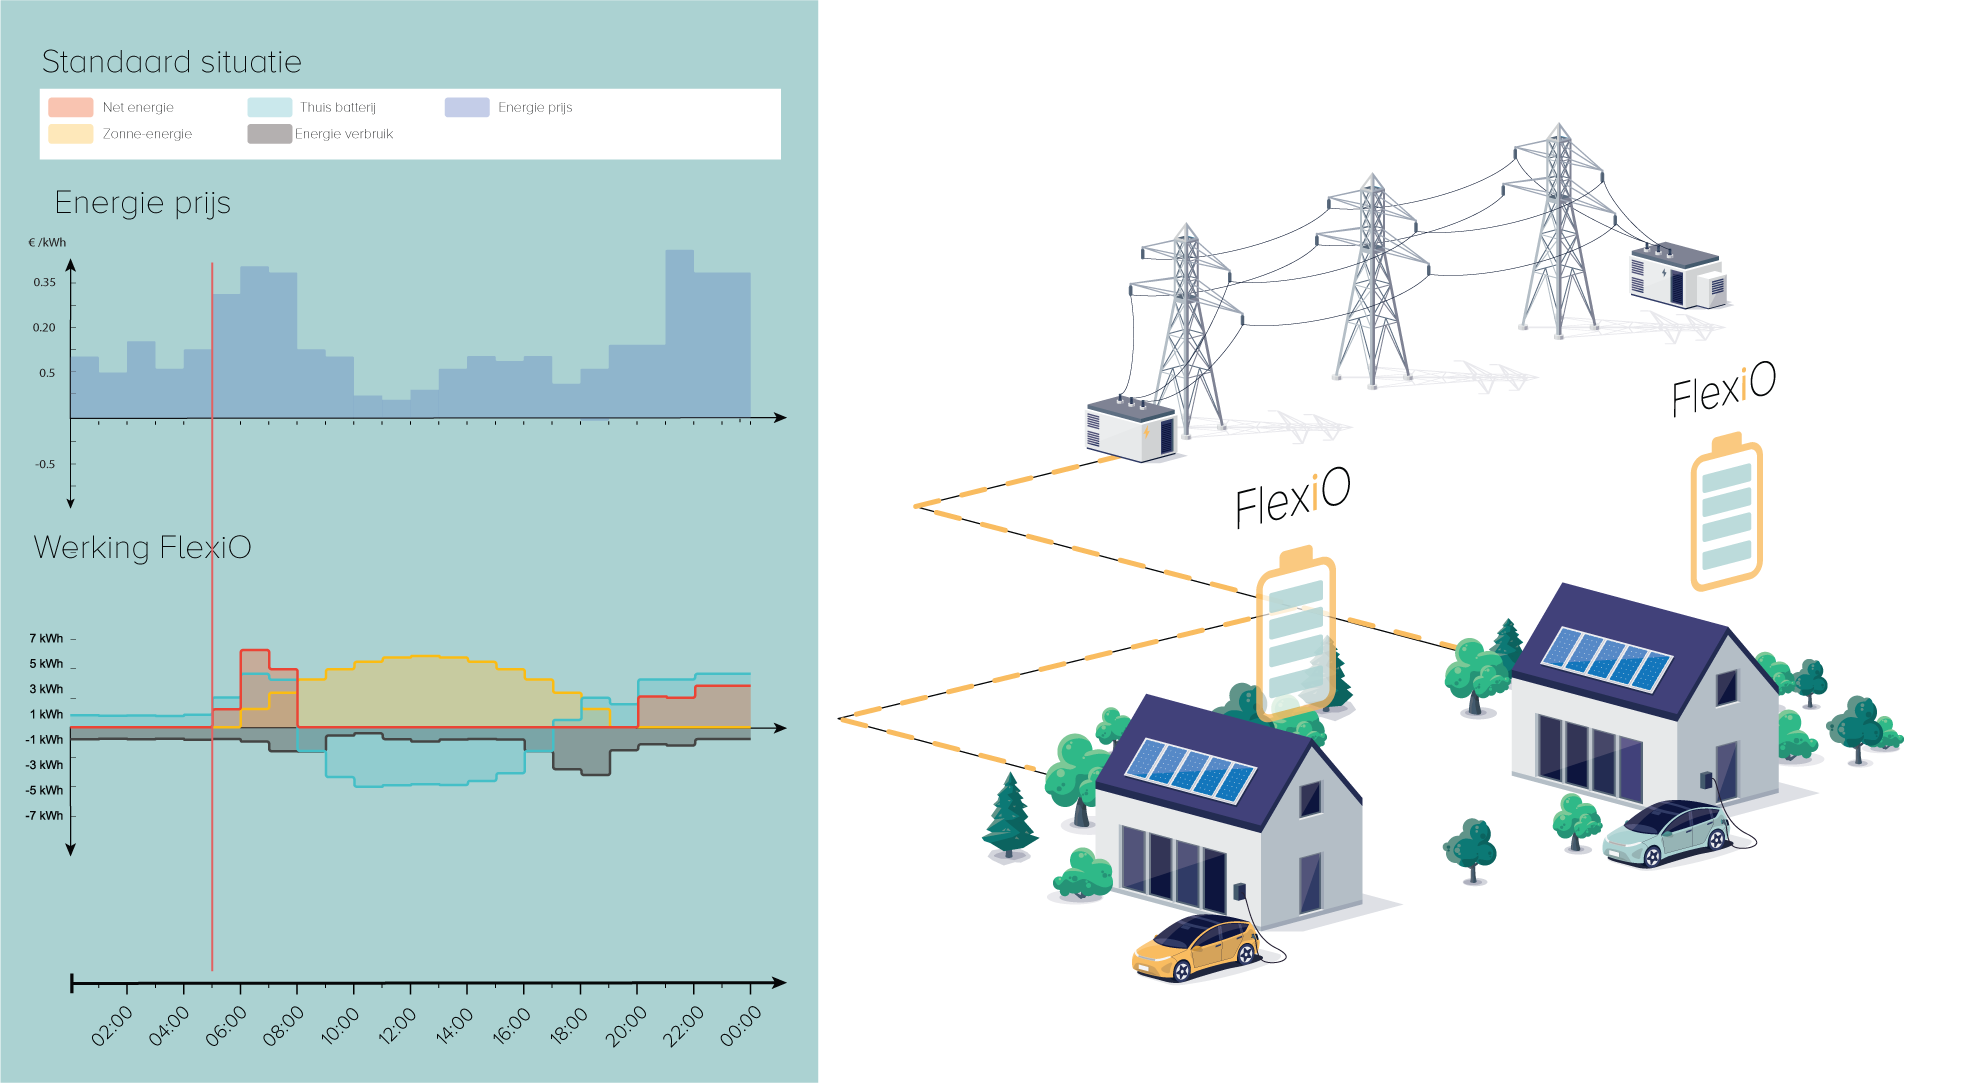 Standaard situatie
Net energie
Thuis batterij
Energie prijs
Zonne-energie
Energie verbruik
Energie prijs
€ /kWh
0.35
0.20
0.5
-0.5
Werking FlexiO
7 kWh
5 kWh
3 kWh
1 kWh
-1 kWh
-3 kWh
-5 kWh
-7 kWh
02:00
04:00
06:00
08:00
10:00
12:00
14:00
16:00
18:00
20:00
22:00
00:00
FlexiO
FlexiO